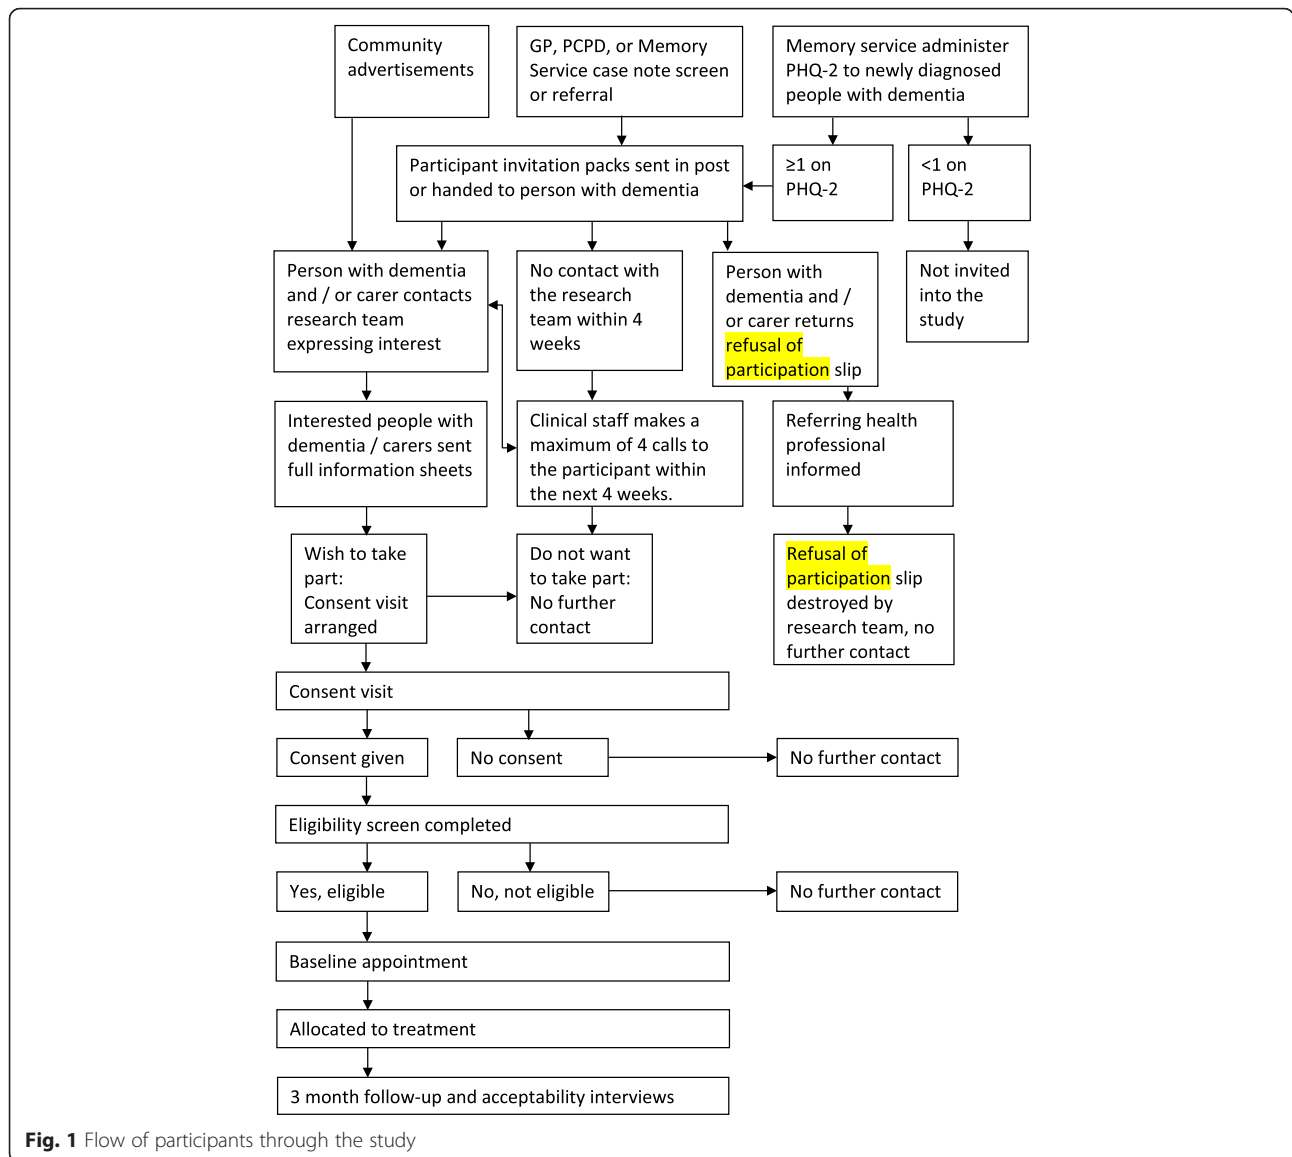 Community
advertisements
GP, PCPD, or Memory
Service case note screen
or referral
Memory service administer
PHQ-2 to newly diagnosed
people with dementia
Participant invitation packs sent in post
or handed to person with dementia
≥1 on
PHQ-2
<1 on
PHQ-2
Person with dementia
and / or carer contacts
research team
expressing interest
No contact with
the research
team within 4
weeks
Person with
dementia and /
or carer returns
refusal of
participation slip
Not invited
into the
study
Interested people with
dementia / carers sent
full information sheets
Clinical staff makes a
maximum of 4 calls to
the participant within
the next 4 weeks.
Referring health
professional
informed
Wish to take
part:
Consent visit
arranged
Do not want
to take part:
No further
contact
Refusal of
participation slip
destroyed by
research team, no
further contact
Consent visit
Consent given
No consent
No further contact
Eligibility screen completed
Yes, eligible
No, not eligible
No further contact
Baseline appointment
Allocated to treatment
3 month follow-up and acceptability interviews
Fig. 1 Flow of participants through the study